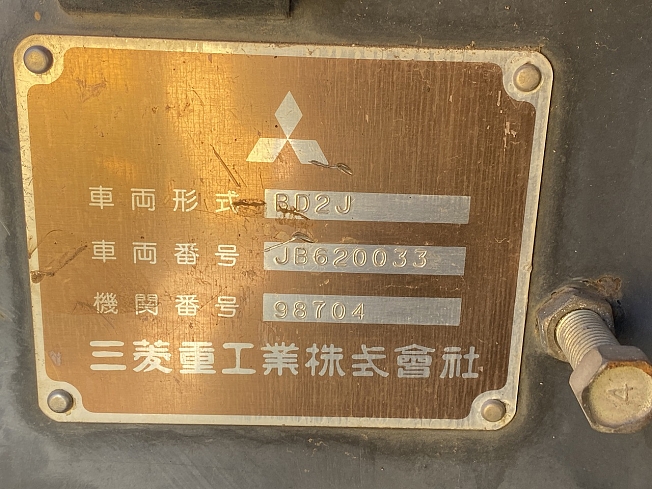 車両形式 BD2J
車両番号 JB620033
機関番号 98704
三菱重工業株式會社
4